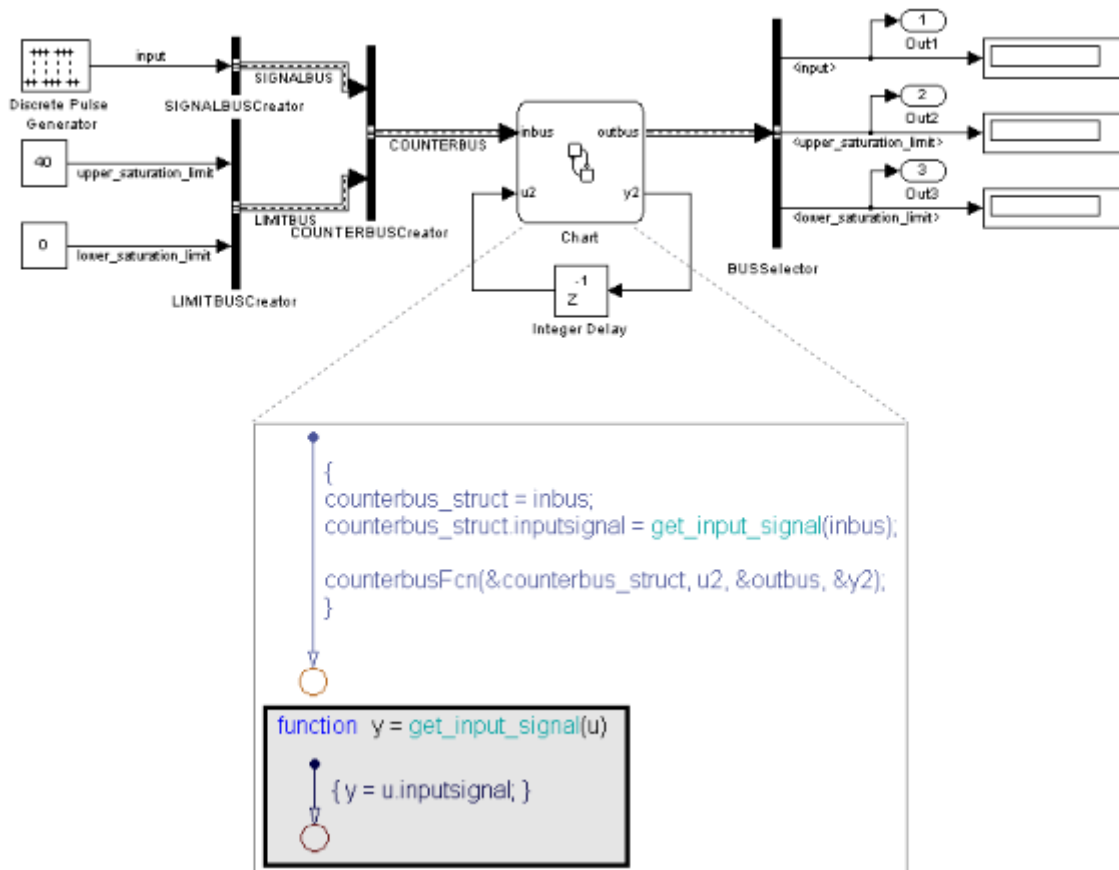 1
Out1
input
<input>
SIGNALBUS
Discrete Pulse
Generator
SIGNALBUSCreator
2
Out2
inbus
outbus
COUNTERBUS
<upper_saturation_limit>
40
upper_saturation_limit
3
Out3
u2
y2
LIMITBUS
<lower_saturation_limit>
COUNTERBUSCreator
Chart
0
lower_saturation_limit
BUSSelector
-1
Z
LIMITBUSCreator
Integer Delay
{
counterbus_struct = inbus;
counterbus_struct.inputsignal = get_input_signal(inbus);
counterbusFcn(&counterbus_struct, u2, &outbus, &y2);
}
function y = get_input_signal(u)
{ y = u.inputsignal; }